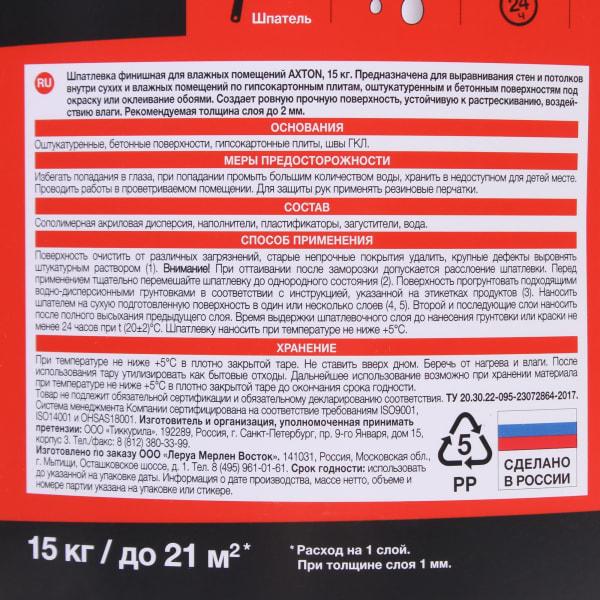 Шпатель
24
ч
RU
Шпатлевка финишная для влажных помещений AXTON, 15 кг. Предназначена для выравнивания стен и потолков
внутри сухих и влажных помещений по гипсокартонным плитам, оштукатуренным и бетонным поверхностям под
окраску или оклеивание обоями. Создает ровную прочную поверхность, устойчивую к растрескиванию, воздей-
ствию влаги. Рекомендуемая толщина слоя до 2 мм.
ОСНОВАНИЯ
Оштукатуренные, бетонные поверхности, гипсокартонные плиты, швы ГКЛ.
МЕРЫ ПРЕДОСТОРОЖНОСТИ
Избегать попадания в глаза, при попадании промыть большим количеством воды, хранить в недоступном для детей месте.
Проводить работы в проветриваемом помещении. Для защиты рук применять резиновые перчатки.
СОСТАВ
Сополимерная акриловая дисперсия, наполнители, пластификаторы, загустители, вода.
СПОСОБ ПРИМЕНЕНИЯ
Поверхность очистить от различных загрязнений, старые непрочные покрытия удалить, крупные дефекты выровнять
штукатурным раствором (1). Внимание! При оттаивании после заморозки допускается расслоение шпатлевки. Перед
применением тщательно перемешайте шпатлевку до однородного состояния (2). Поверхность прогрунтовать подходящими
водно-дисперсионными грунтовками в соответствии с инструкцией, указанной на этикетках продуктов (3). Наносить
шпателем на сухую подготовленную поверхность в один или несколько слоев (4, 5). Второй и последующие слои наносить
после полного высыхания предыдущего слоя. Время выдержки шпатлевочного слоя до нанесения грунтовки или краски не
менее 24 часов при t (20±2)°С. Шпатлевку наносить при температуре не ниже +5°С.
ХРАНЕНИЕ
При температуре не ниже +5°С в плотно закрытой таре. Не ставить вверх дном. Беречь от нагрева и влаги. После
использования тару утилизировать как бытовые отходы. Дальнейшее использование возможно при хранении материала
при температуре не ниже +5°С в плотно закрытой таре до окончания срока годности.
Товар не подлежит обязательной сертификации и обязательному декларированию соответствия. ТУ 20.30.22-095-23072864-2017.
Система менеджмента Компании сертифицирована на соответствие требованиям ISO9001,
ISO14001 и OHSAS18001. Изготовитель и организация, уполномоченная принимать
претензии: ООО «Тиккурила», 192289, Россия, г. Санкт-Петербург, пр. 9-го Января, дом 15,
корпус 3. Тел./факс: 8 (812) 380-33-99.
Изготовлено по заказу ООО «Леруа Мерлен Восток». 141031, Россия, Московская обл.,
г. Мытищи, Осташковское шоссе, д. 1. Тел. 8 (495) 961-01-61. Срок годности: использовать
до указанной на упаковке даты. Информация о дате производства, массе нетто, объеме и
номере партии указана на упаковке или стикере.
5
PP
СДЕЛАНО
В РОССИИ
15 кг / до 21 м²*
*Расход на 1 слой.
При толщине слоя 1 мм.